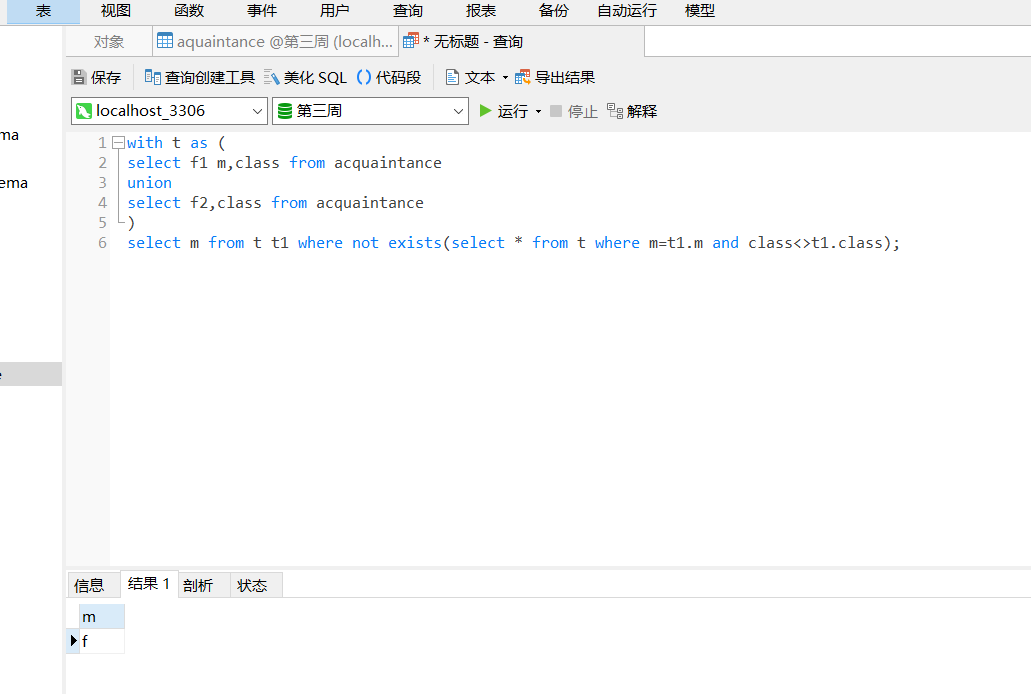 表 视图 函数 事件 用户 查询 报表 备份 自动运行 模型
对象 aquaintance @第三周 (localh... * 无标题 - 查询
保存 查询创建工具 美化 SQL () 代码段 文本 导出结果
localhost_3306 第三周 运行 停止 解释
ma
ema
e
1 with t as (
2 select f1 m,class from acquaintance
3 union
4 select f2,class from acquaintance
5 )
6 select m from t t1 where not exists(select * from t where m=t1.m and class<>t1.class);
信息 结果 1 剖析 状态
m
f